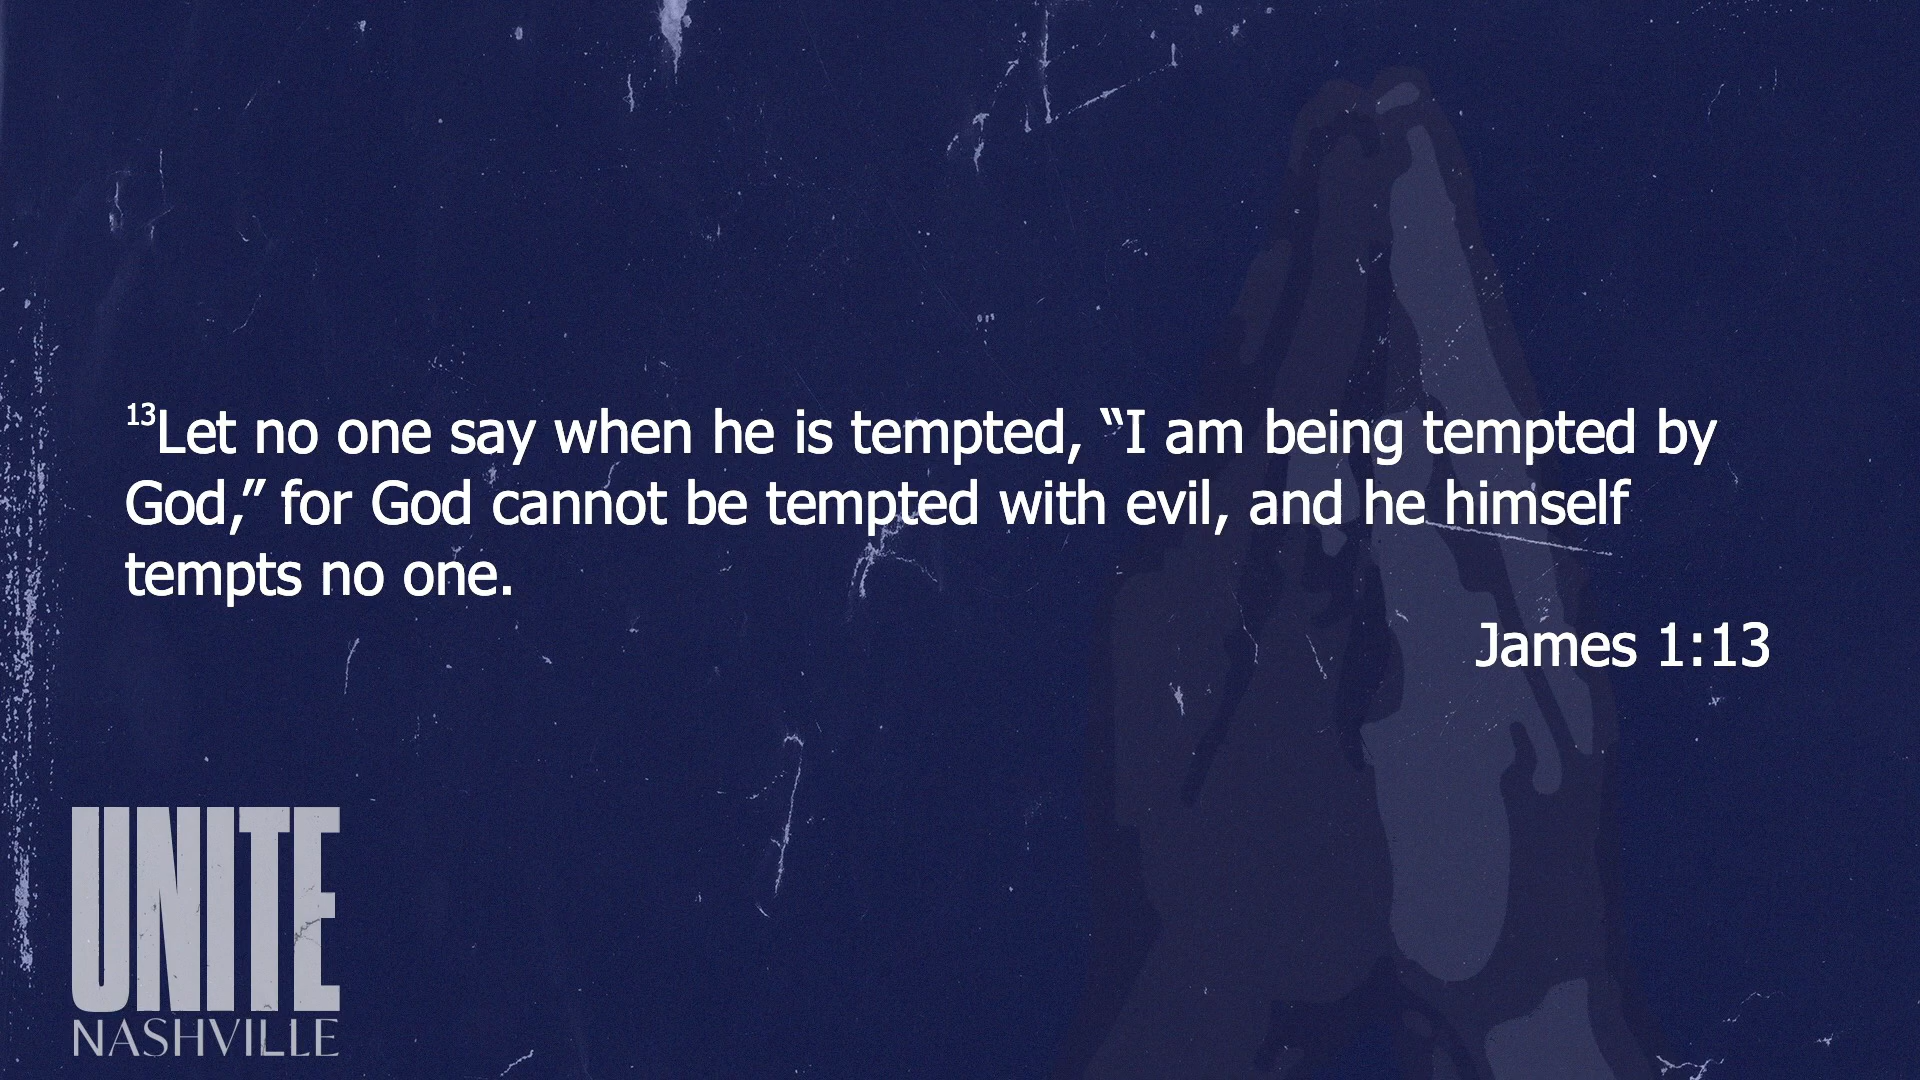 ¹³Let no one say when he is tempted, “I am being tempted by
God,” for God cannot be tempted with evil, and he himself
tempts no one.
James 1:13
UNITE
NASHVILLE